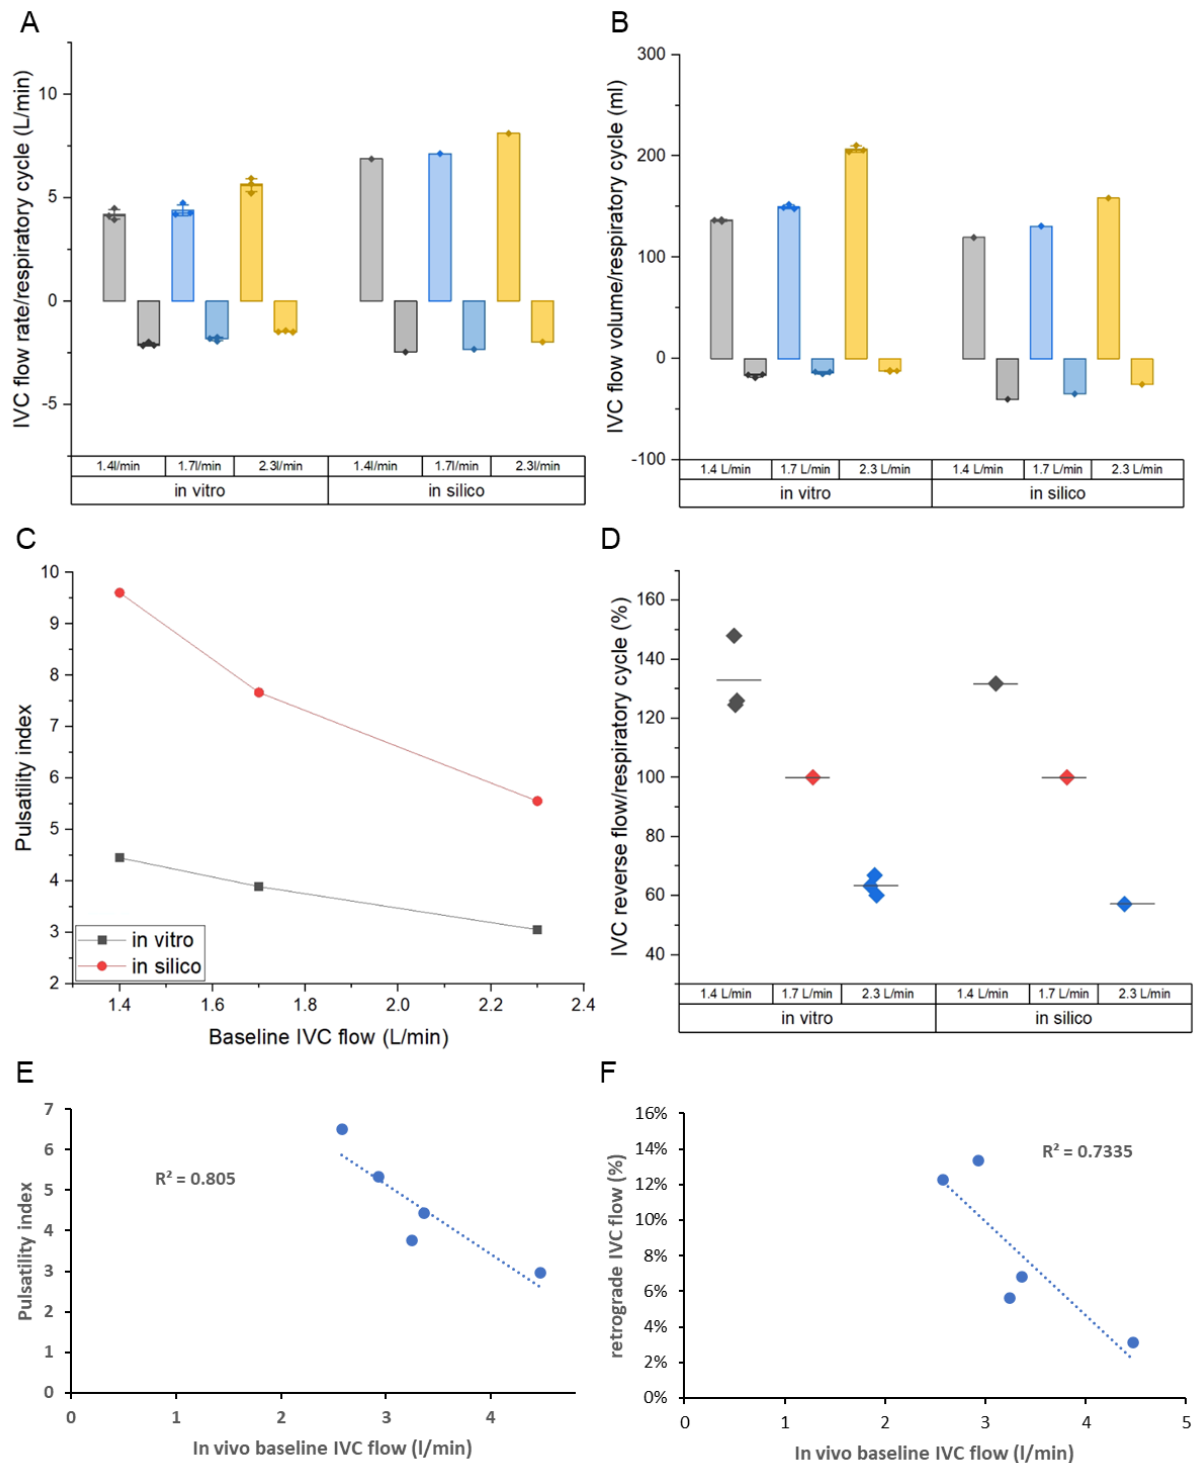 A
IVC flow rate/respiratory cycle (L/min)
10
5
0
-5
1.4l/min 1.7l/min 2.3l/min 1.4l/min 1.7l/min 2.3l/min
in vitro in silico
B
IVC flow volume/respiratory cycle (ml)
300
200
100
0
-100
1.4 L/min 1.7 L/min 2.3 L/min 1.4 L/min 1.7 L/min 2.3 L/min
in vitro in silico
C
Pulsatility index
10
9
8
7
6
5
4
3
2
in vitro
in silico
1.4 1.6 1.8 2.0 2.2 2.4
Baseline IVC flow (L/min)
D
IVC reverse flow/respiratory cycle (%)
160
140
120
100
80
60
40
1.4 L/min 1.7 L/min 2.3 L/min 1.4 L/min 1.7 L/min 2.3 L/min
in vitro in silico
E
Pulsatility index
7
6
5
4
3
2
1
0
R² = 0.805
0 1 2 3 4
In vivo baseline IVC flow (l/min)
F
retrograde IVC flow (%)
16%
14%
12%
10%
8%
6%
4%
2%
0%
R² = 0.7335
0 1 2 3 4 5
In vivo baseline IVC flow (l/min)